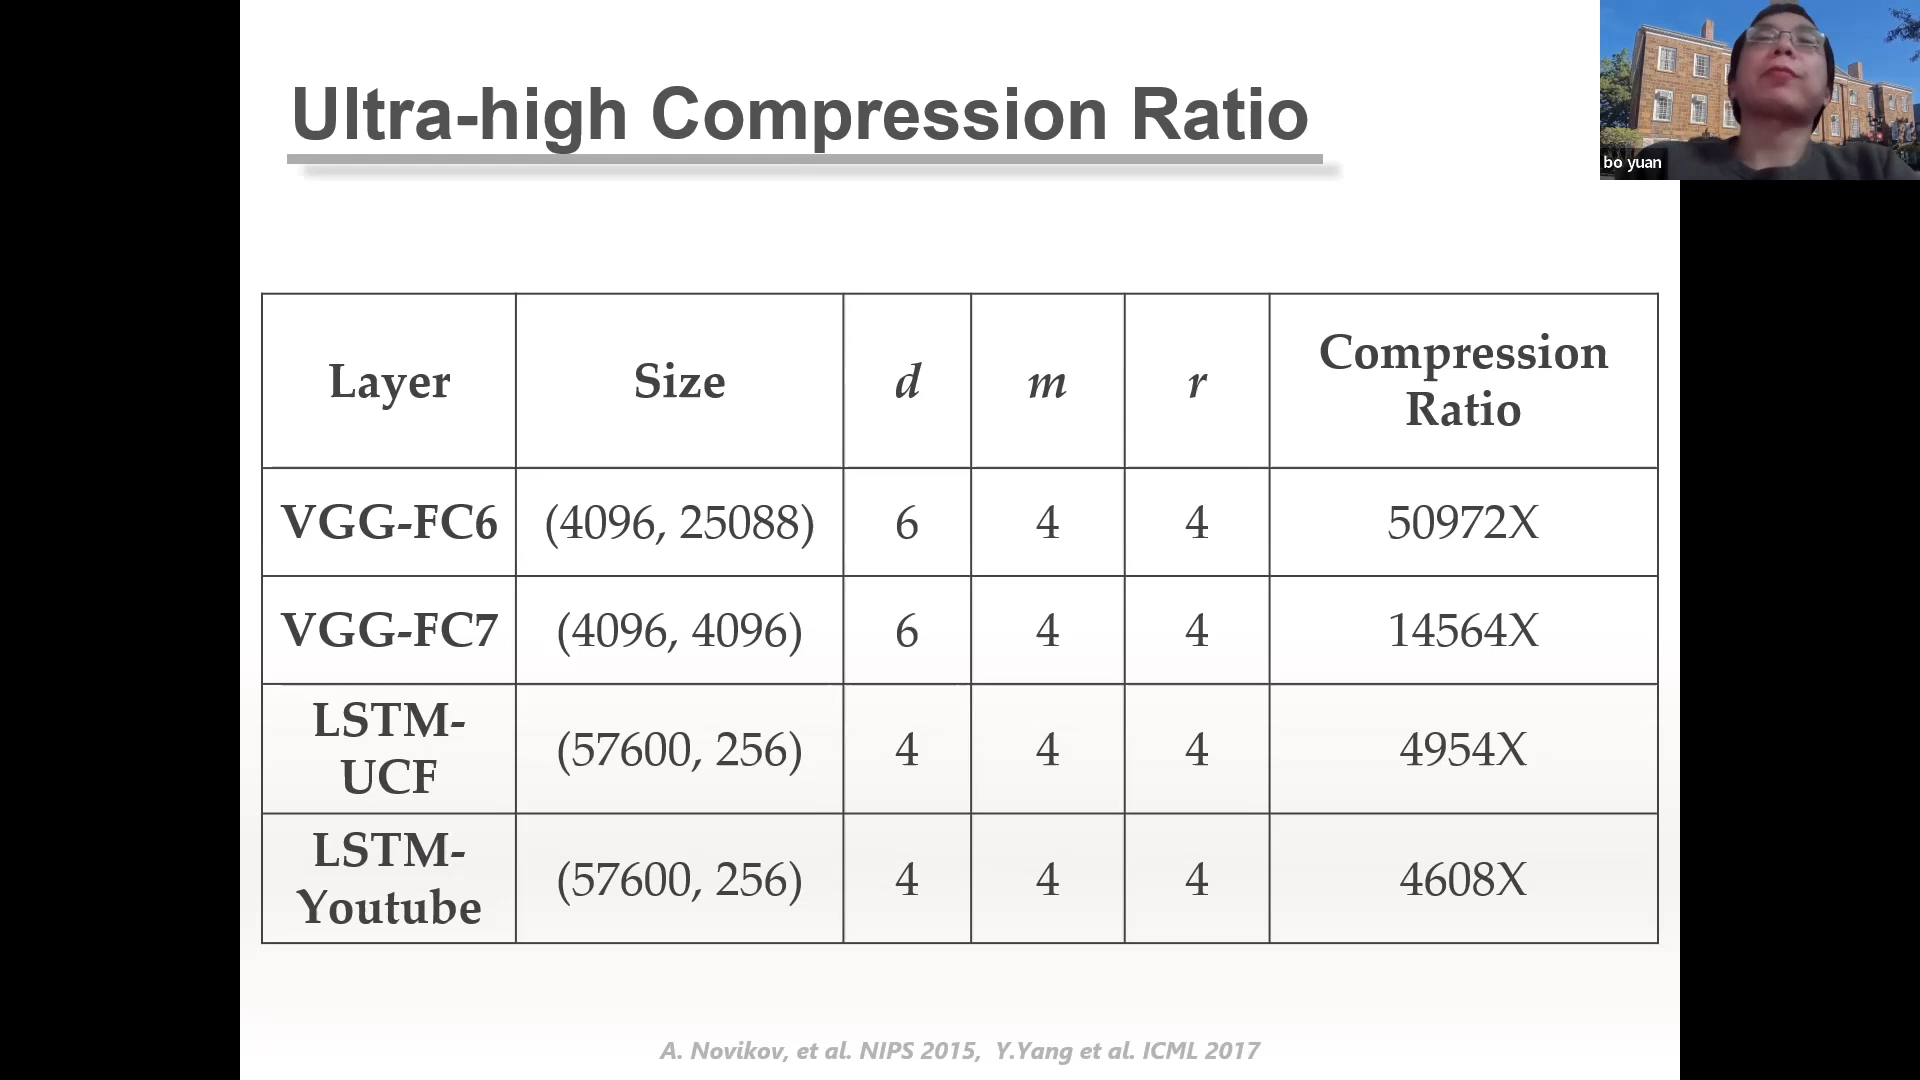 Ultra-high Compression Ratio
bo yuan
Layer Size d m r Compression Ratio
VGG-FC6 (4096, 25088) 6 4 4 50972X
VGG-FC7 (4096, 4096) 6 4 4 14564X
LSTM-UCF (57600, 256) 4 4 4 4954X
LSTM-Youtube (57600, 256) 4 4 4 4608X
A. Novikov, et al. NIPS 2015, Y.Yang et al. ICML 2017